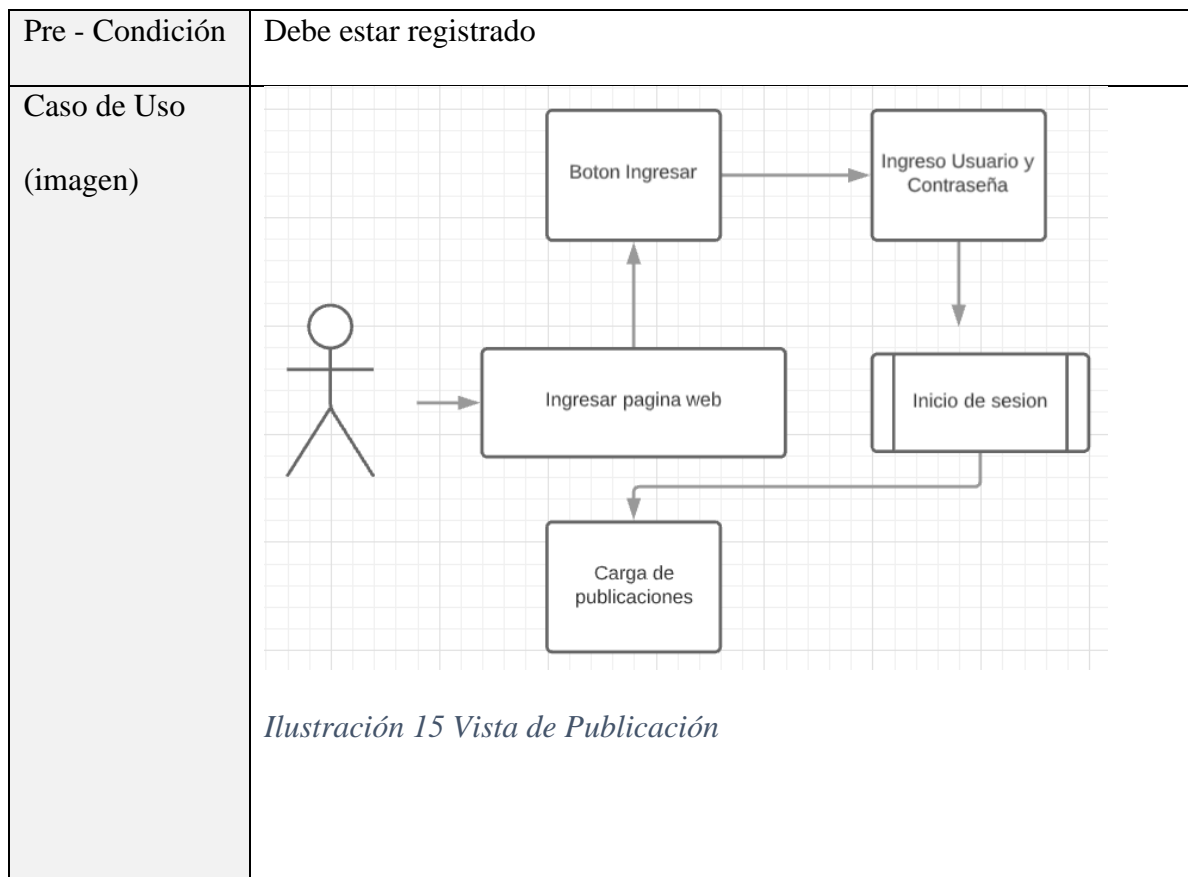 Pre - Condición
Debe estar registrado
Caso de Uso
(imagen)
Boton Ingresar
Ingreso Usuario y
Contraseña
Ingresar pagina web
Inicio de sesion
Carga de
publicaciones
Ilustración 15 Vista de Publicación